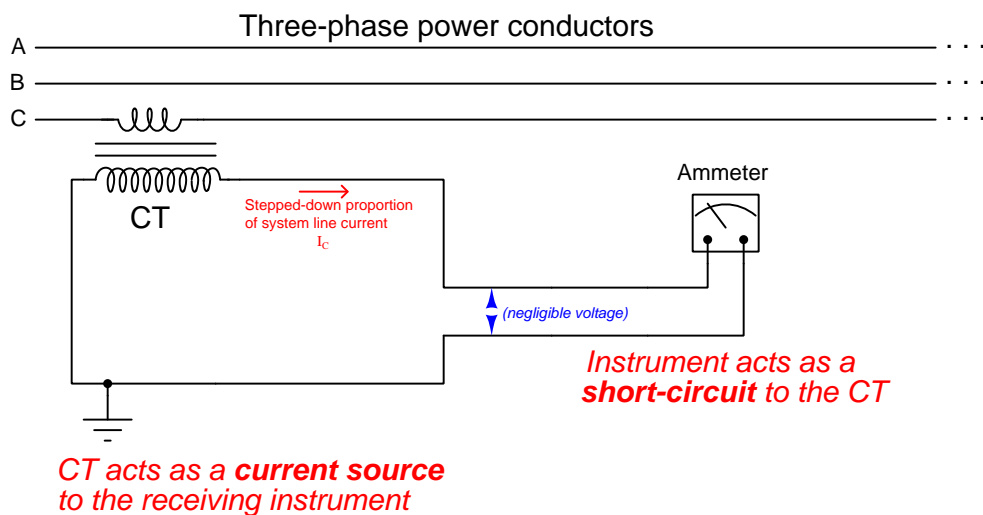 Three-phase power conductors
A
. . .
B
. . .
C
. . .
Ammeter
CT
Stepped-down proportion
of system line current
I_C
(negligible voltage)
Instrument acts as a
short-circuit to the CT
CT acts as a current source
to the receiving instrument